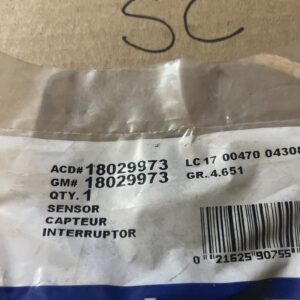 SC
ACD# 18029973 LC 17 00470 04308
GM# 18029973 GR. 4.651
QTY. 1
SENSOR
CAPTEUR
INTERRUPTOR
0 21625 90755